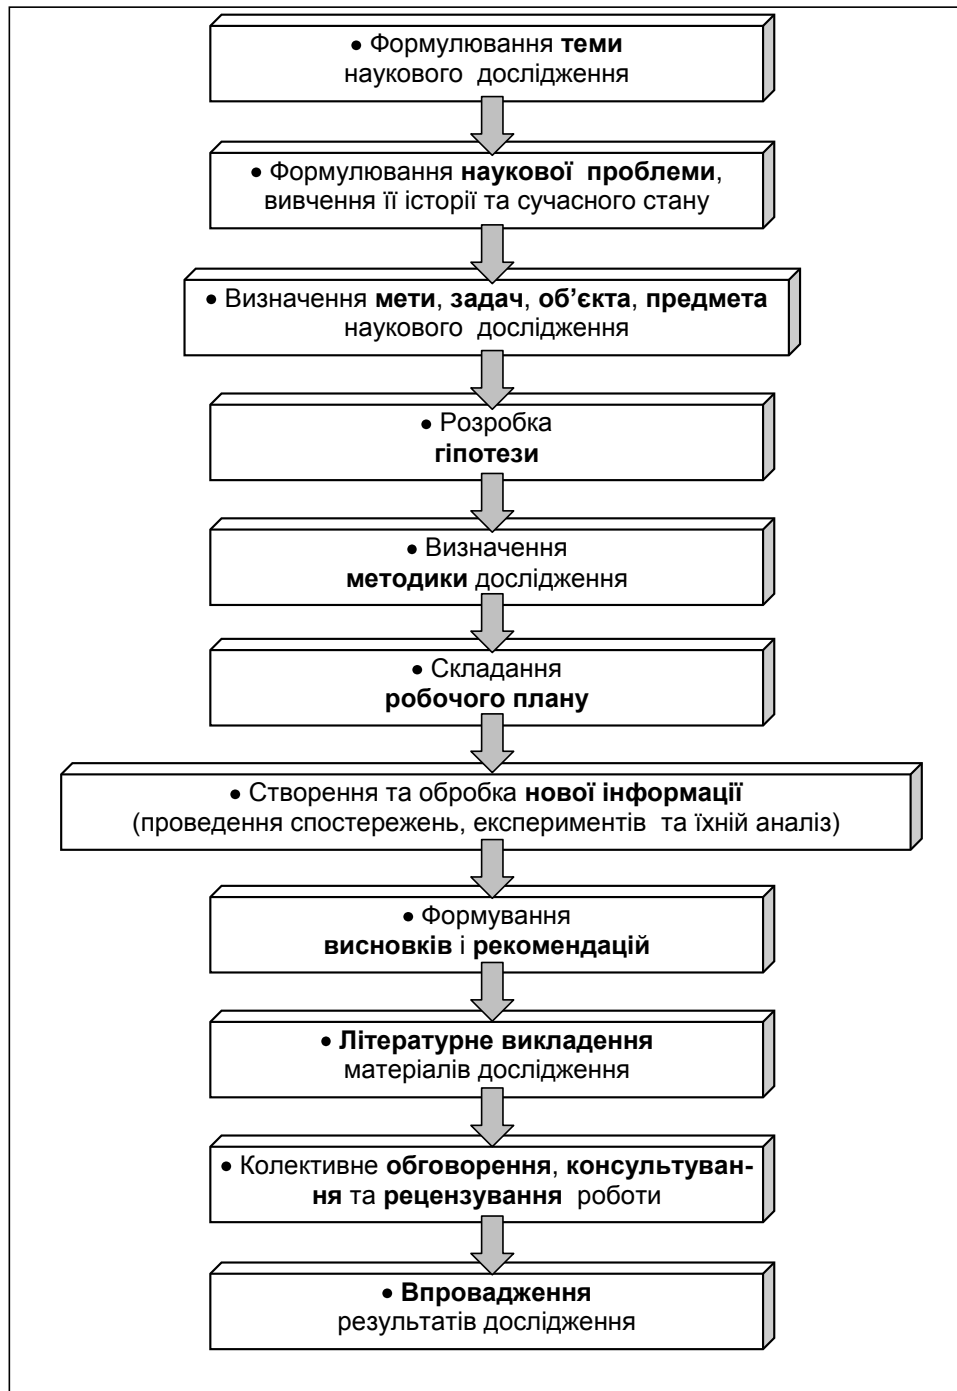 • Формулювання теми
наукового дослідження
• Формулювання наукової проблеми,
вивчення її історії та сучасного стану
• Визначення мети, задач, об’єкта, предмета
наукового дослідження
• Розробка
гіпотези
• Визначення
методики дослідження
• Складання
робочого плану
• Створення та обробка нової інформації
(проведення спостережень, експериментів та їхній аналіз)
• Формування
висновків і рекомендацій
• Літературне викладення
матеріалів дослідження
• Колективне обговорення, консультуван-
ня та рецензування роботи
• Впровадження
результатів дослідження